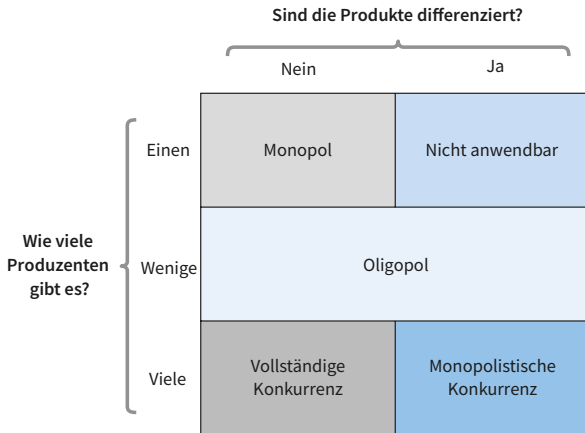 Sind die Produkte differenziert?
Nein
Ja
Einen
Monopol
Nicht anwendbar
Wie viele
Produzenten
gibt es?
Wenige
Oligopol
Viele
Vollständige
Konkurrenz
Monopolistische
Konkurrenz